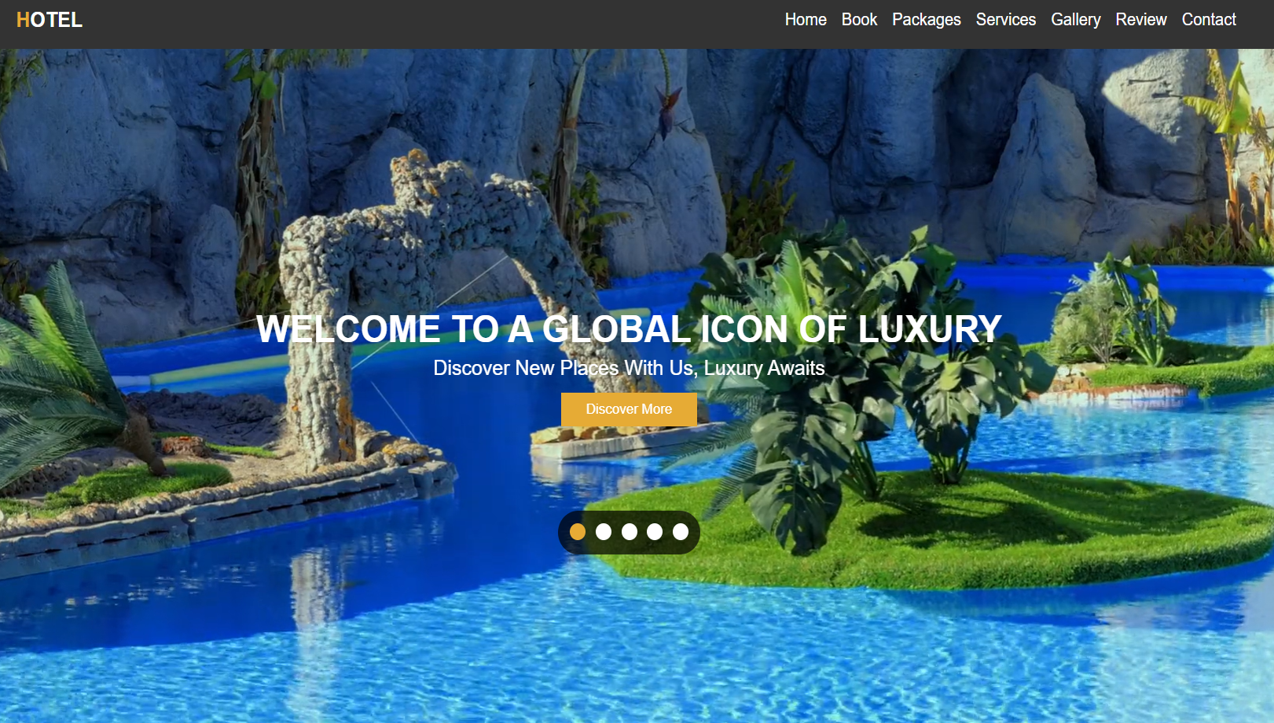 HOTEL
Home Book Packages Services Gallery Review Contact
WELCOME TO A GLOBAL ICON OF LUXURY
Discover New Places With Us, Luxury Awaits
Discover More